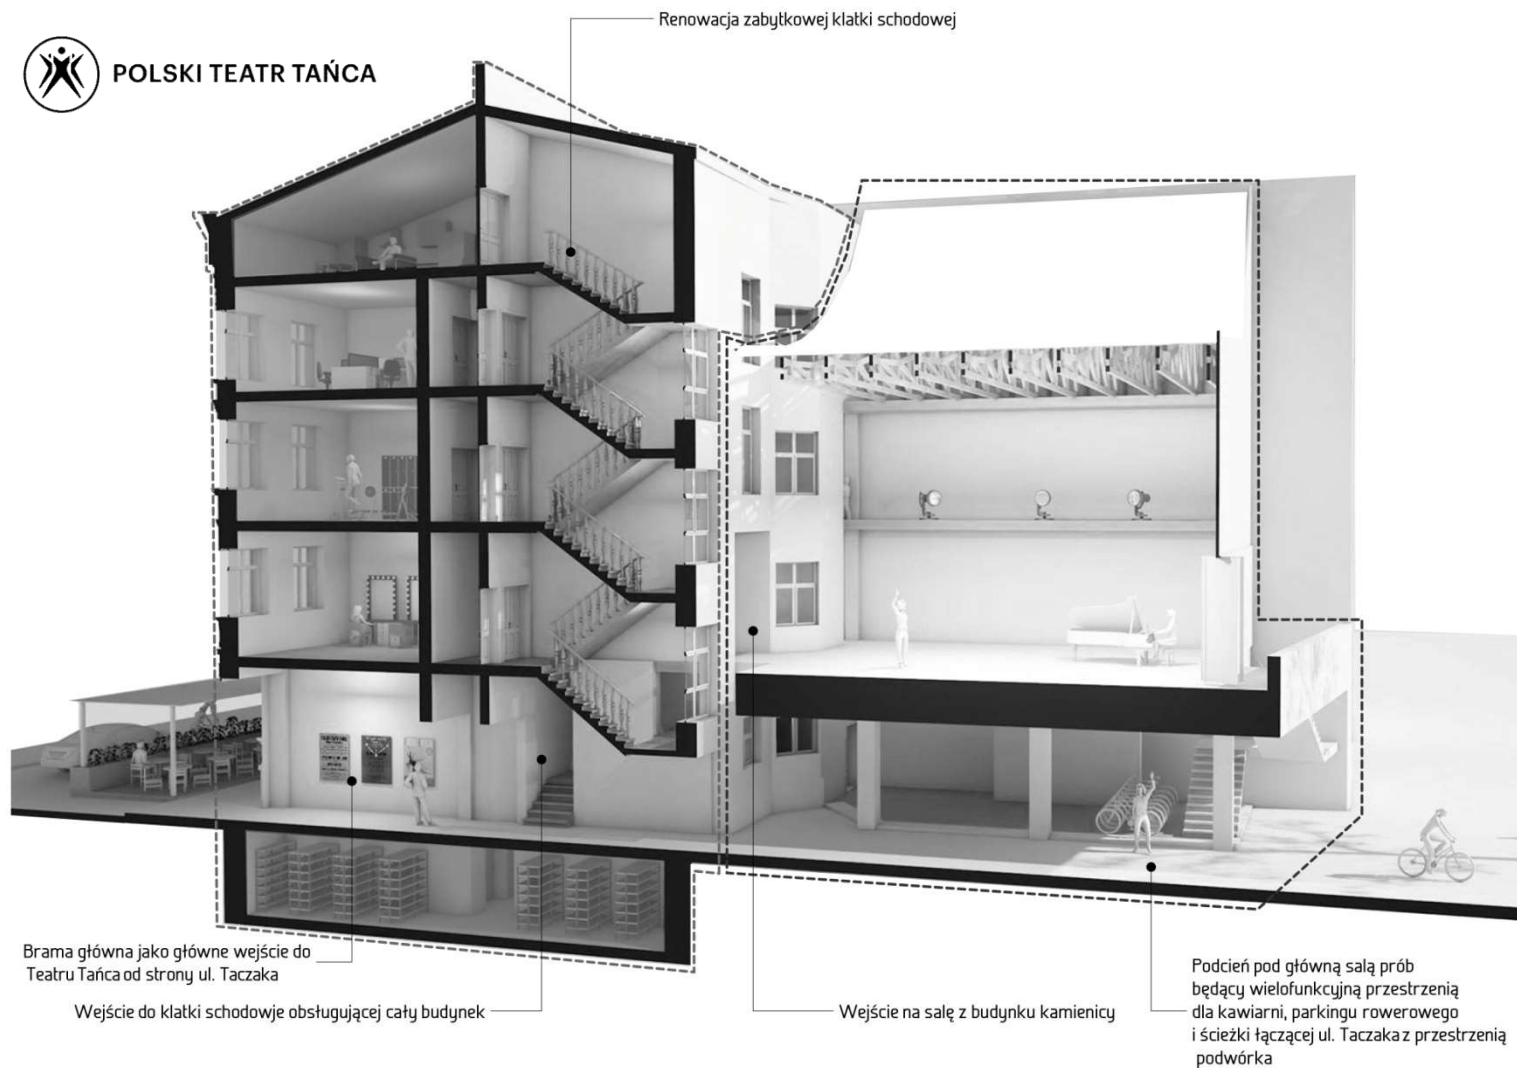 Renowacja zabytkowej klatki schodowej
POLSKI TEATR TAŃCA
Brama główna jako główne wejście do
Teatru Tańca od strony ul. Taczaka
Wejście do klatki schodowje obsługującej cały budynek
Wejście na salę z budynku kamienicy
Podcień pod główną salą prób
będący wielofunkcyjną przestrzenią
dla kawiarni, parkingu rowerowego
i ścieżki łączącej ul. Taczaka z przestrzenią
podwórka